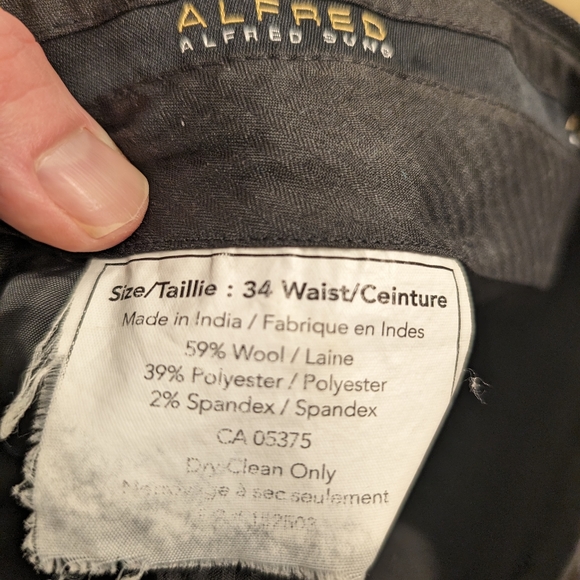 ALFRED
ALFRED SUNG
Size/Taillie : 34 Waist/Ceinture
Made in India / Fabrique en Indes
59% Wool / Laine
39% Polyester / Polyester
2% Spandex / Spandex
CA 05375
Dry Clean Only
à sec seulement